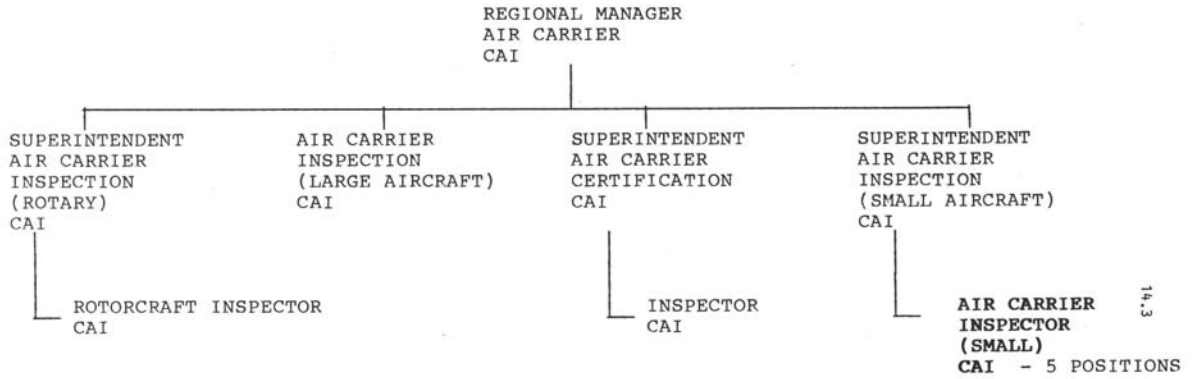 REGIONAL MANAGER
AIR CARRIER
CAI
SUPERINTENDENT
AIR CARRIER
INSPECTION
(ROTARY)
CAI
AIR CARRIER
INSPECTION
(LARGE AIRCRAFT)
CAI
SUPERINTENDENT
AIR CARRIER
CERTIFICATION
CAI
SUPERINTENDENT
AIR CARRIER
INSPECTION
(SMALL AIRCRAFT)
CAI
ROTORCRAFT INSPECTOR
CAI
INSPECTOR
CAI
AIR CARRIER
INSPECTOR
(SMALL)
CAI - 5 POSITIONS
14.3